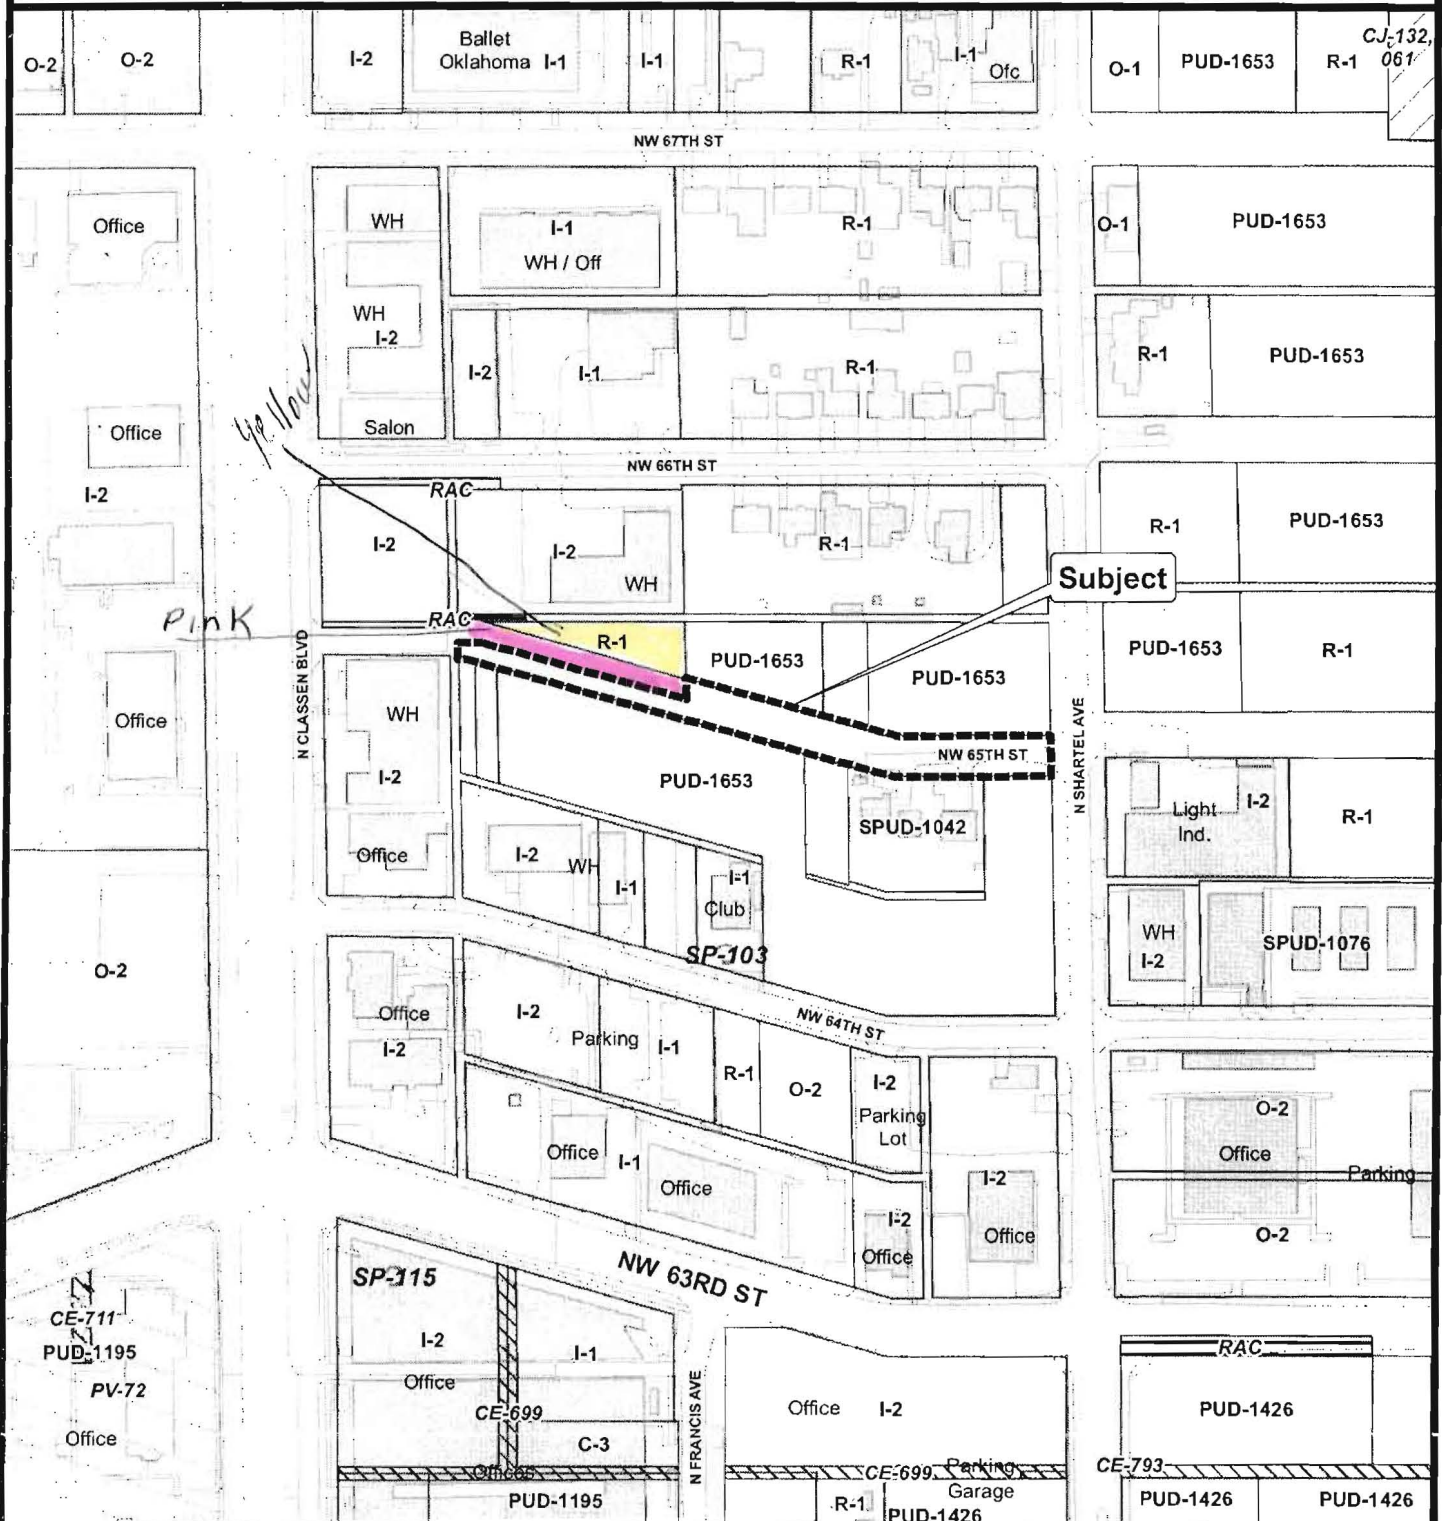 O-2
O-2
I-2
Ballet
Oklahoma I-1
I-1
R-1
I-1
Ofc
O-1
PUD-1653
R-1
CJ-132,
061
NW 67TH ST
Office
WH
I-1
WH / Off
R-1
O-1
PUD-1653
WH
I-2
I-2
I-1
R-1
R-1
PUD-1653
Yellow
Office
Salon
I-2
NW 66TH ST
RAC
I-2
I-2
WH
R-1
R-1
PUD-1653
Subject
Pink
RAC
R-1
PUD-1653
PUD-1653
PUD-1653
R-1
N CLASSEN BLVD
Office
WH
I-2
Office
PUD-1653
NW 65TH ST
N SHARTEL AVE
SPUD-1042
Light
Ind.
I-2
R-1
I-2
WH
I-1
I-1
Club
SP-103
WH
I-2
SPUD-1076
O-2
Office
I-2
I-2
Parking
I-1
NW 64TH ST
R-1
O-2
I-2
Parking
Lot
O-2
Office
Parking
O-2
Office
I-1
Office
I-2
Office
I-2
Office
NW 63RD ST
SP-115
CE-711
PUD-1195
PV-72
Office
I-2
Office
I-1
CE-699
C-3
Offices
PUD-1195
N FRANCIS AVE
Office I-2
CE-699
Parking
Garage
R-1
PUD-1426
RAC
PUD-1426
CE-793
PUD-1426
PUD-1426